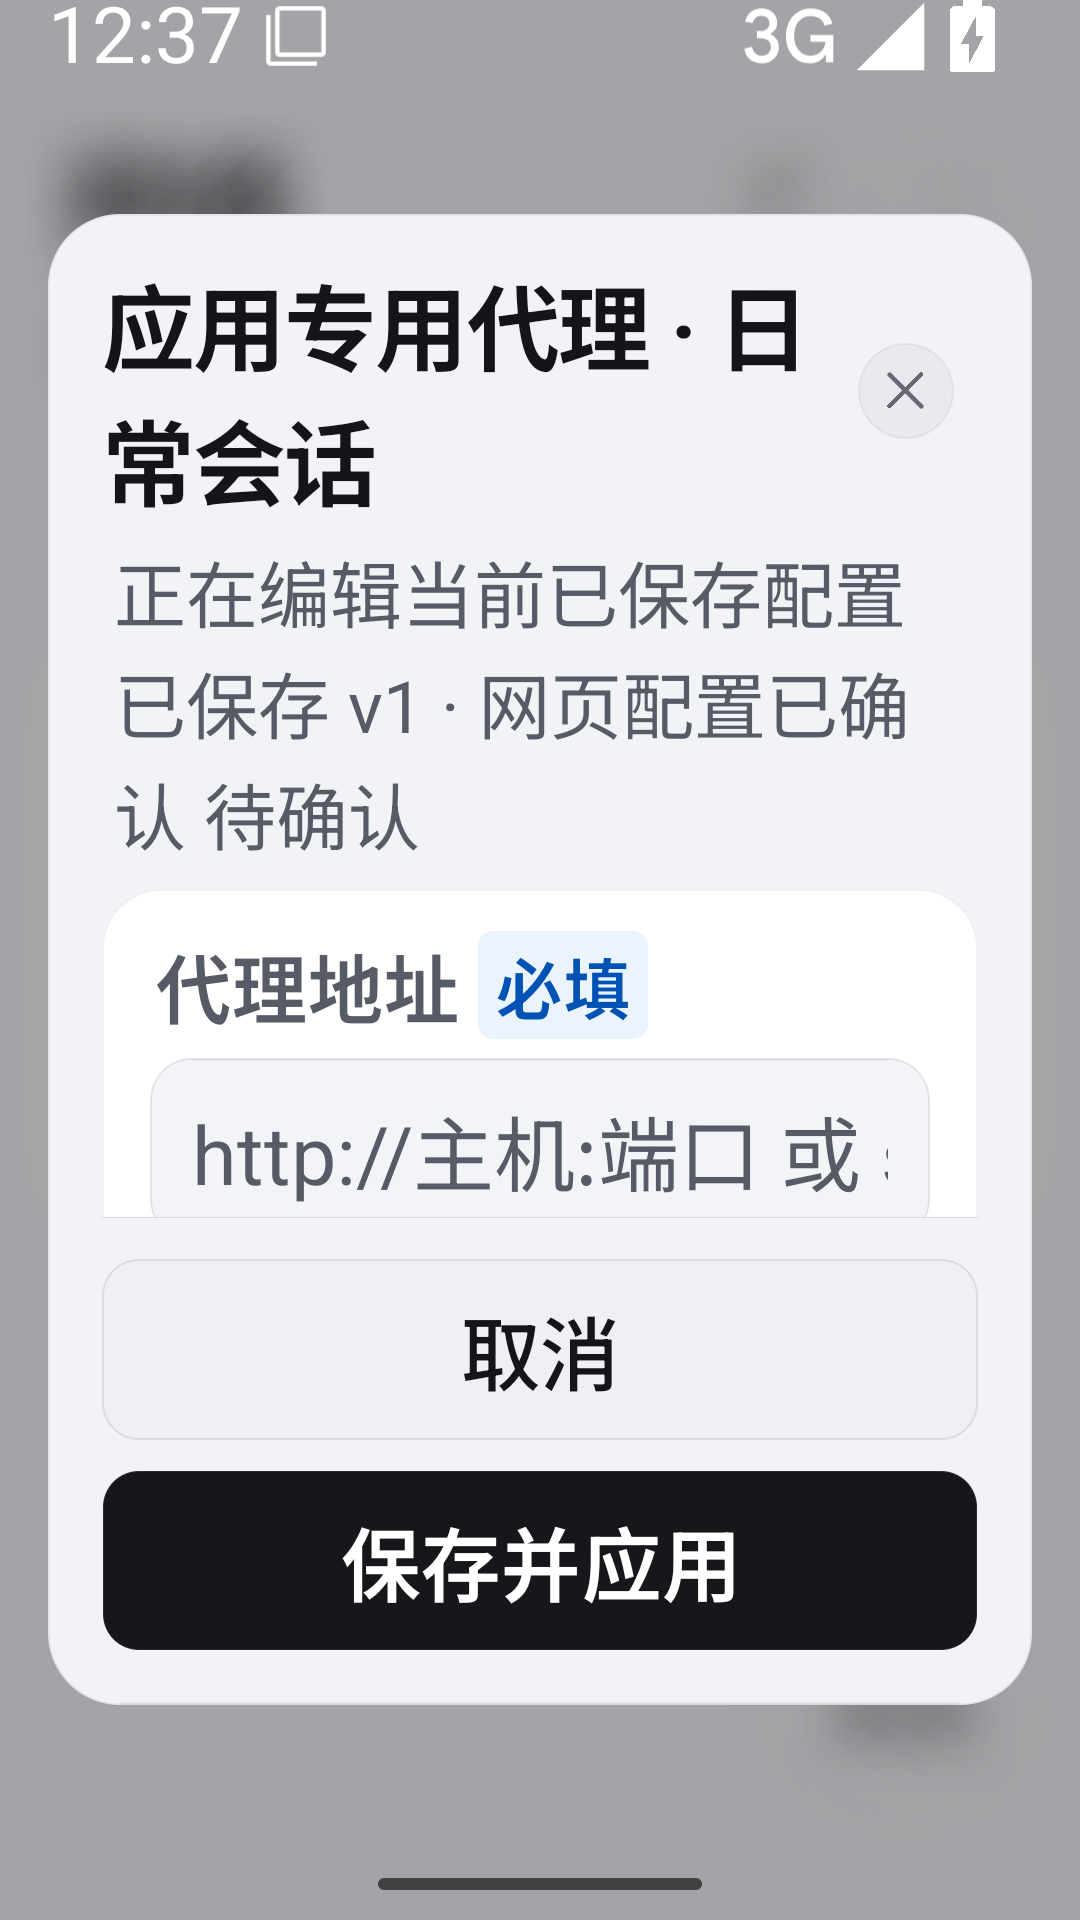 12:37
3G
应用专用代理 · 日
常会话
正在编辑当前已保存配置
已保存 v1 · 网页配置已确
认 待确认
代理地址 必填
http://主机:端口 或
取消
保存并应用